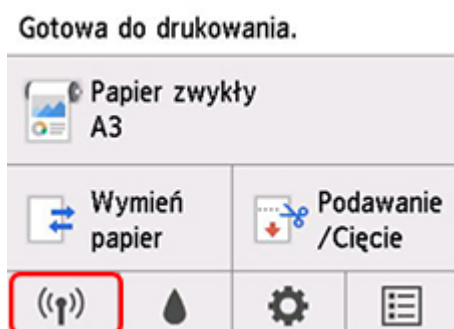 Gotowa do drukowania.
Papier zwykły
A3
Wymień
papier
Podawanie
/Cięcie